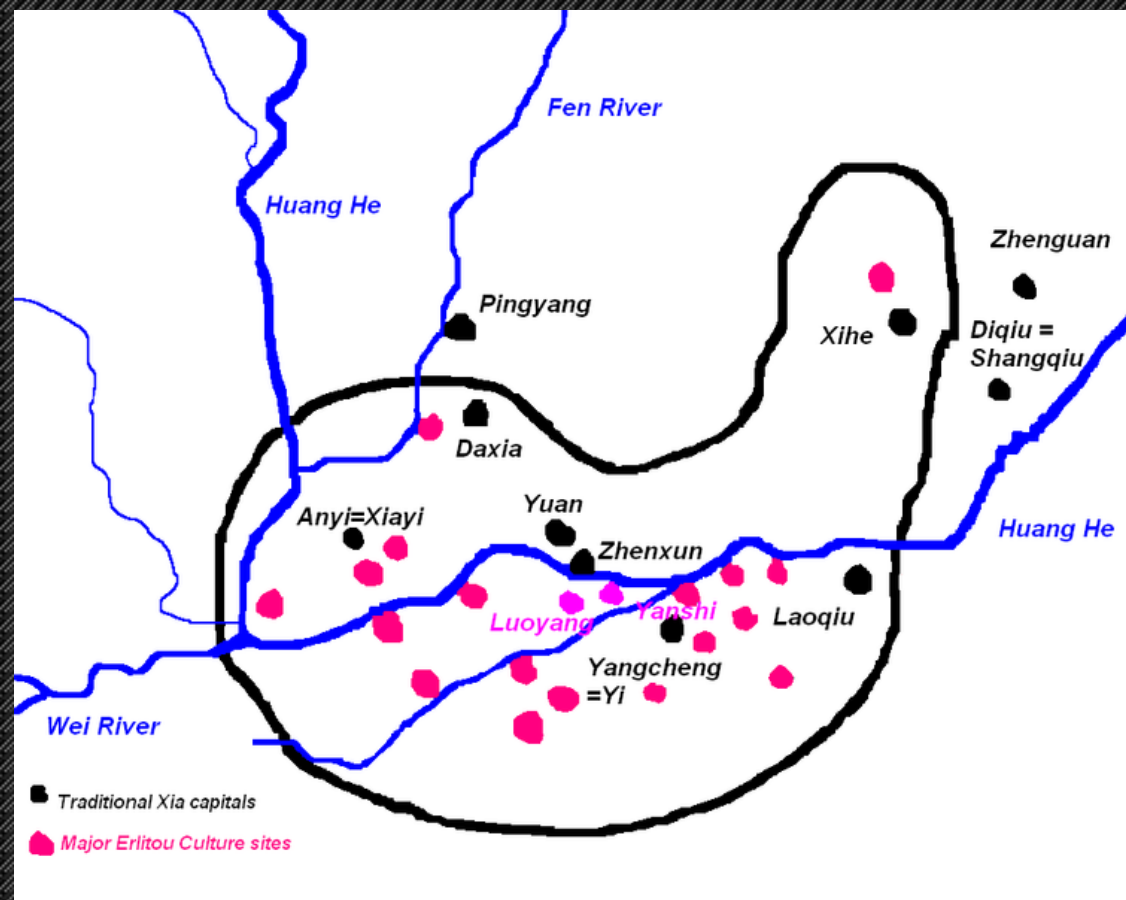 Fen River
Huang He
Zhenguan
Pingyang
Xihe
Diqiu =
Shangqiu
Daxia
Yuan
Anyi=Xiayi
Huang He
Zhenxun
Luoyang
Yanshi
Laoqiu
Yangcheng
=Yi
Wei River
Traditional Xia capitals
Major Erlitou Culture sites